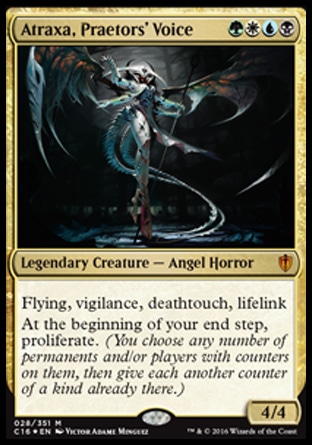 Atraxa, Praetors' Voice
Legendary Creature — Angel Horror
Flying, vigilance, deathtouch, lifelink
At the beginning of your end step,
proliferate. (You choose any number of
permanents and/or players with counters
on them, then give each another counter
of a kind already there.)
4/4
028/351 M
C16 ★ EN VICTOR ADAME MINGUEZ
™ & © 2016 Wizards of the Coast